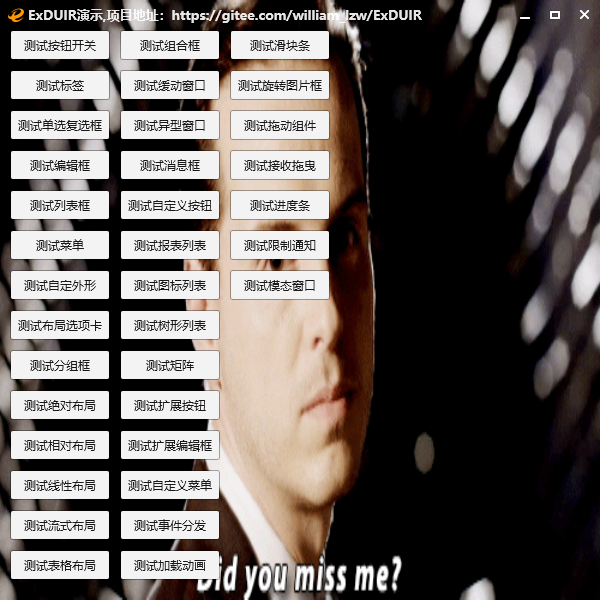 ExDUIR演示,项目地址：https://gitee.com/william_lzw/ExDUIR
测试按钮开关 测试组合框 测试滑块条
测试标签 测试缓动窗口 测试旋转图片框
测试单选复选框 测试异型窗口 测试拖动组件
测试编辑框 测试消息框 测试接收拖曳
测试列表框 测试自定义按钮 测试进度条
测试菜单 测试报表列表 测试限制通知
测试自定外形 测试图标列表 测试模态窗口
测试布局选项卡 测试树形列表
测试分组框 测试矩阵
测试绝对布局 测试扩展按钮
测试相对布局 测试扩展编辑框
测试线性布局 测试自定义菜单
测试流式布局 测试事件分发
测试表格布局 测试加载动画
Did you miss me?